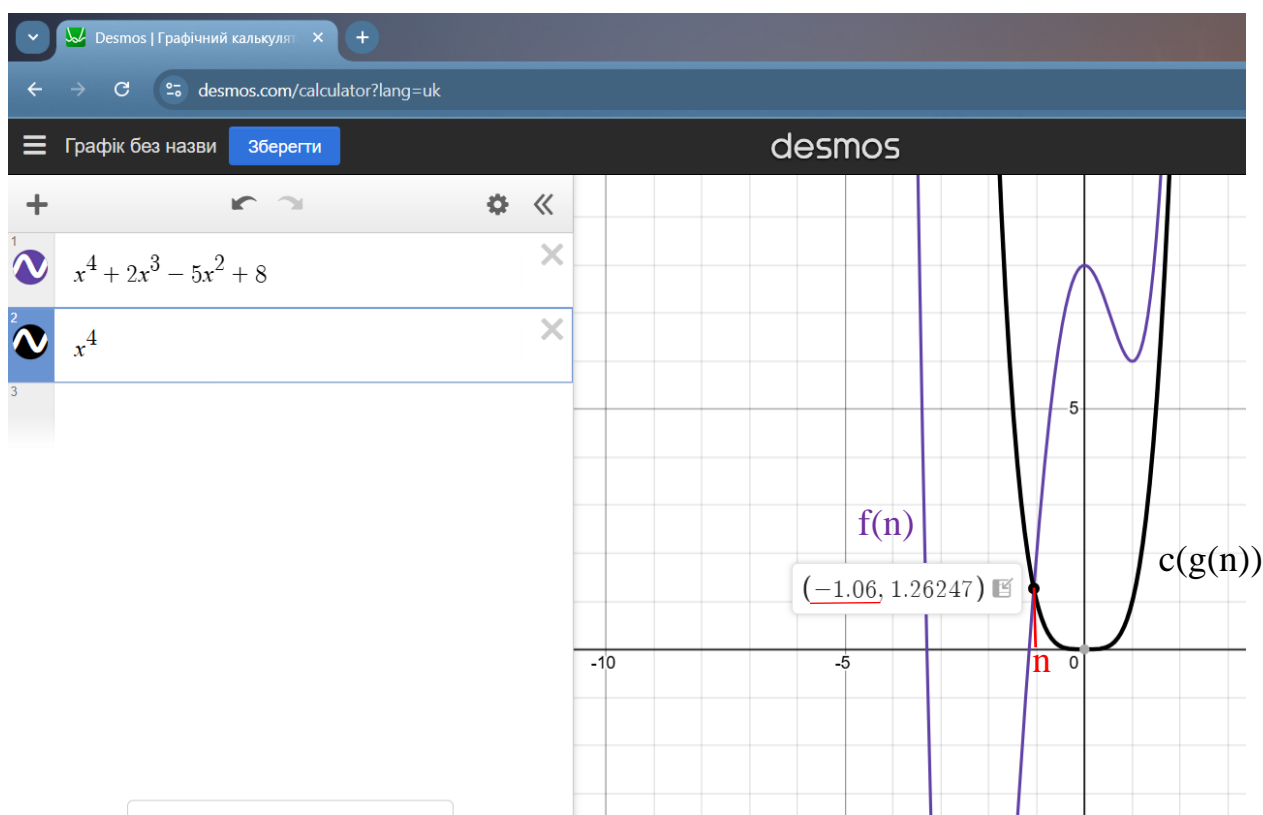 Desmos | Графічний калькулят
desmos.com/calculator?lang=uk
Графік без назви
Зберегти
desmos
1
x^4 + 2x^3 − 5x^2 + 8
2
x^4
3
5
f(n)
c(g(n))
(−1.06, 1.26247)
-10
-5
n
0